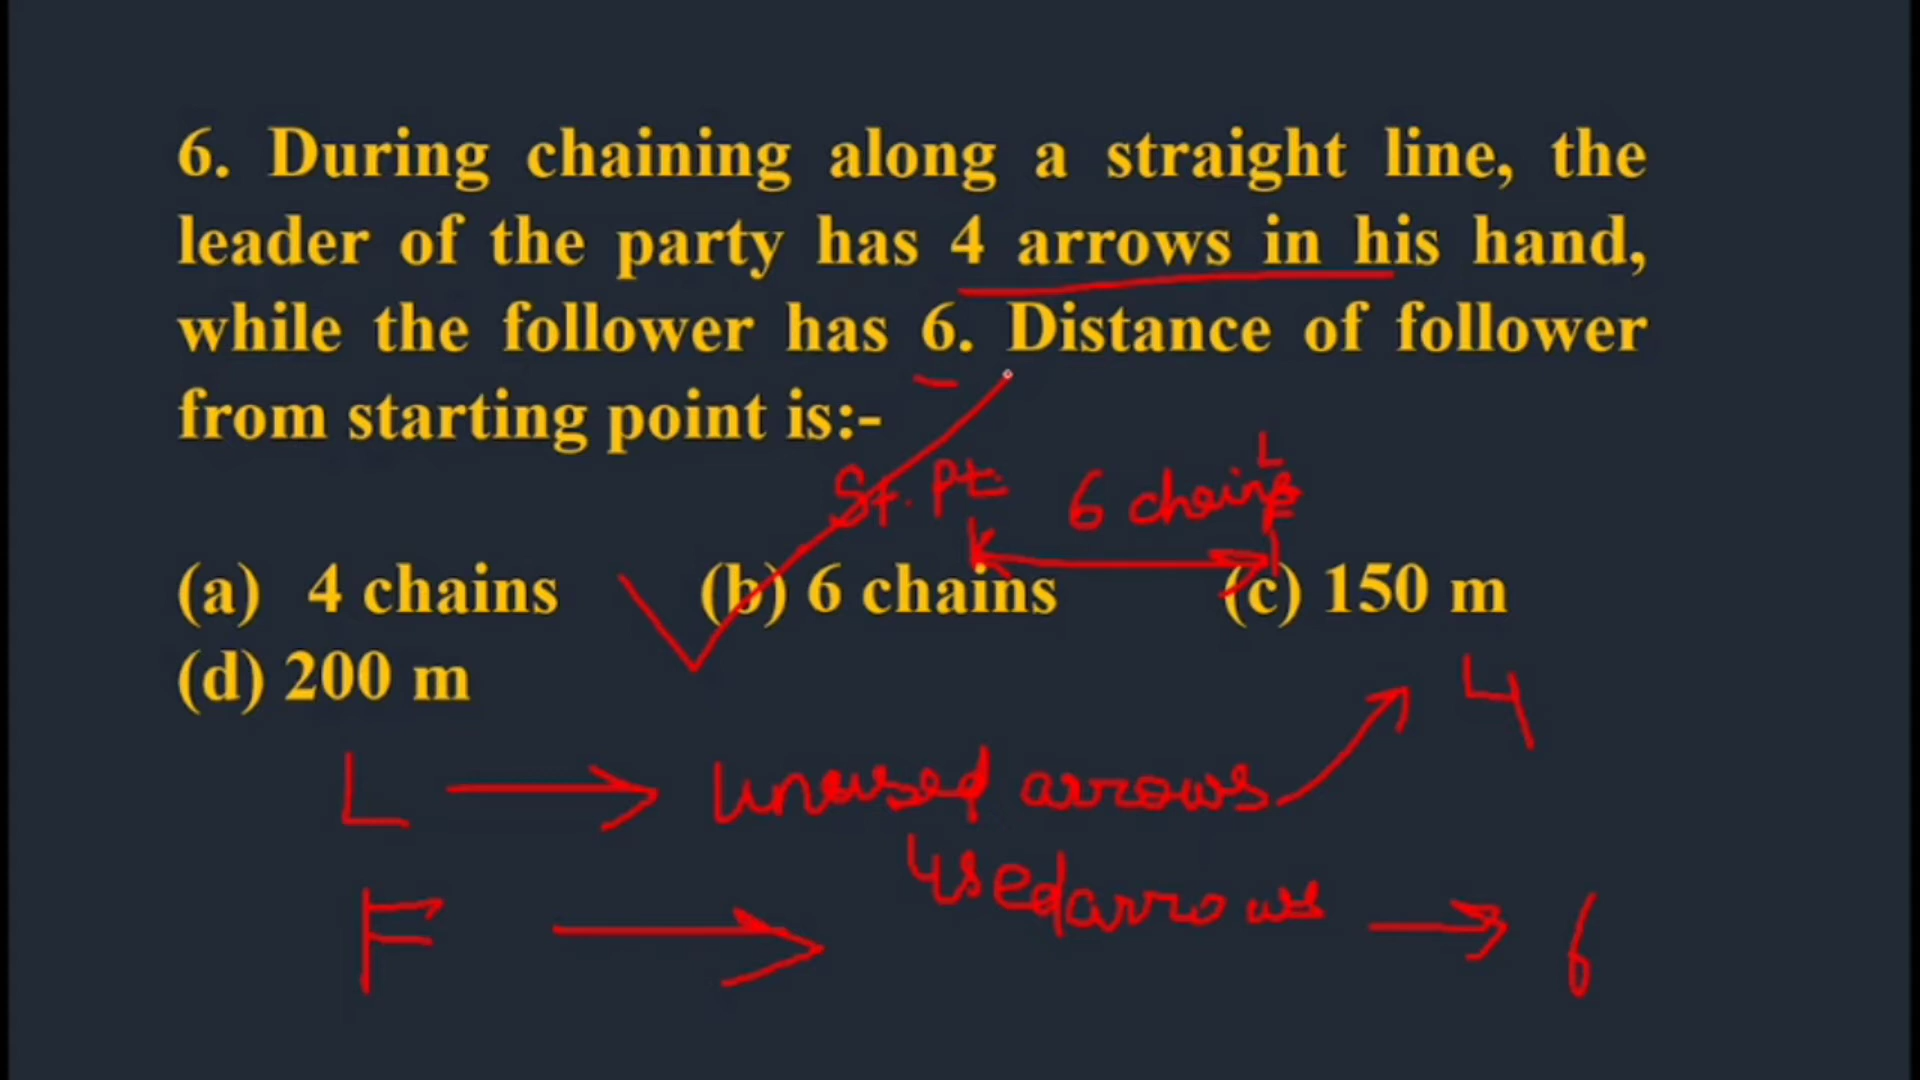 6. During chaining along a straight line, the
leader of the party has 4 arrows in his hand,
while the follower has 6. Distance of follower
from starting point is:-
St. Pt.
6 chains
L
F
(a) 4 chains (b) 6 chains (c) 150 m
(d) 200 m
L → unused arrows → 4
F → used arrows → 6